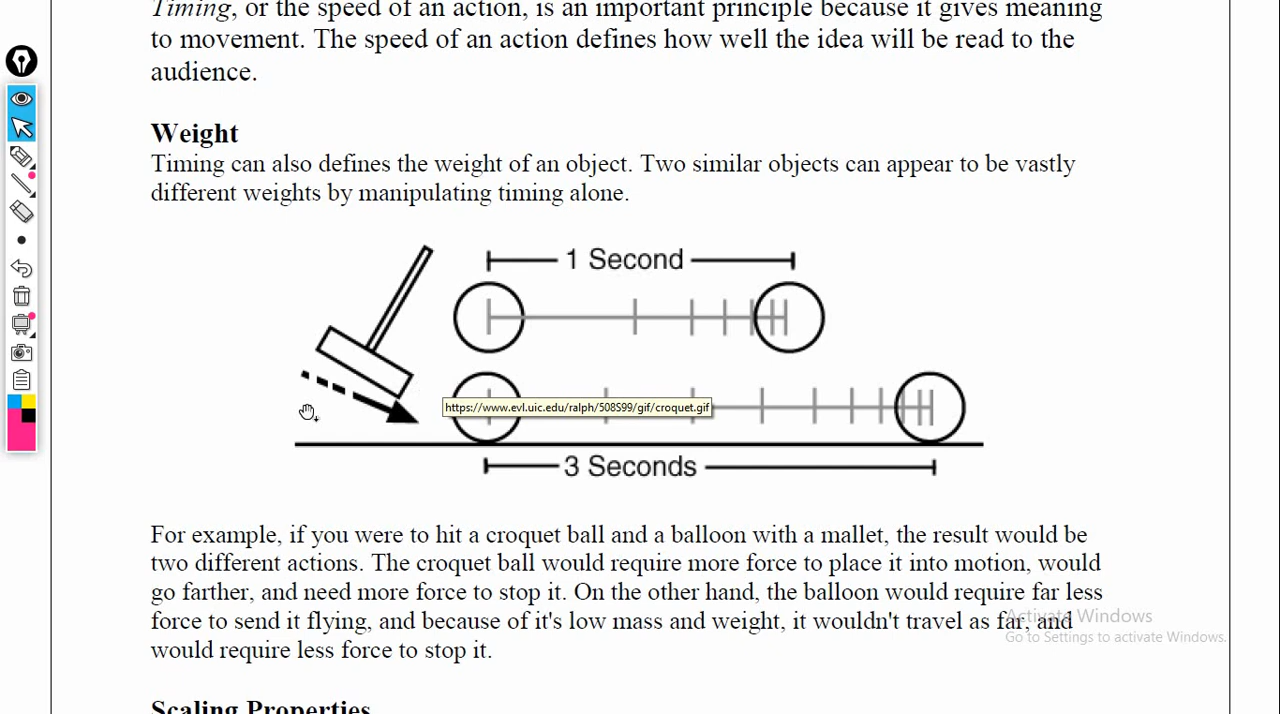 Timing, or the speed of an action, is an important principle because it gives meaning
to movement. The speed of an action defines how well the idea will be read to the
audience.
Weight
Timing can also defines the weight of an object. Two similar objects can appear to be vastly
different weights by manipulating timing alone.
1 Second
https://www.evl.uic.edu/ralph/508S99/gif/croquet.gif
3 Seconds
For example, if you were to hit a croquet ball and a balloon with a mallet, the result would be
two different actions. The croquet ball would require more force to place it into motion, would
go farther, and need more force to stop it. On the other hand, the balloon would require far less
force to send it flying, and because of it's low mass and weight, it wouldn't travel as far, and
would require less force to stop it.
Activate Windows
Go to Settings to activate Windows.
Scaling Properties